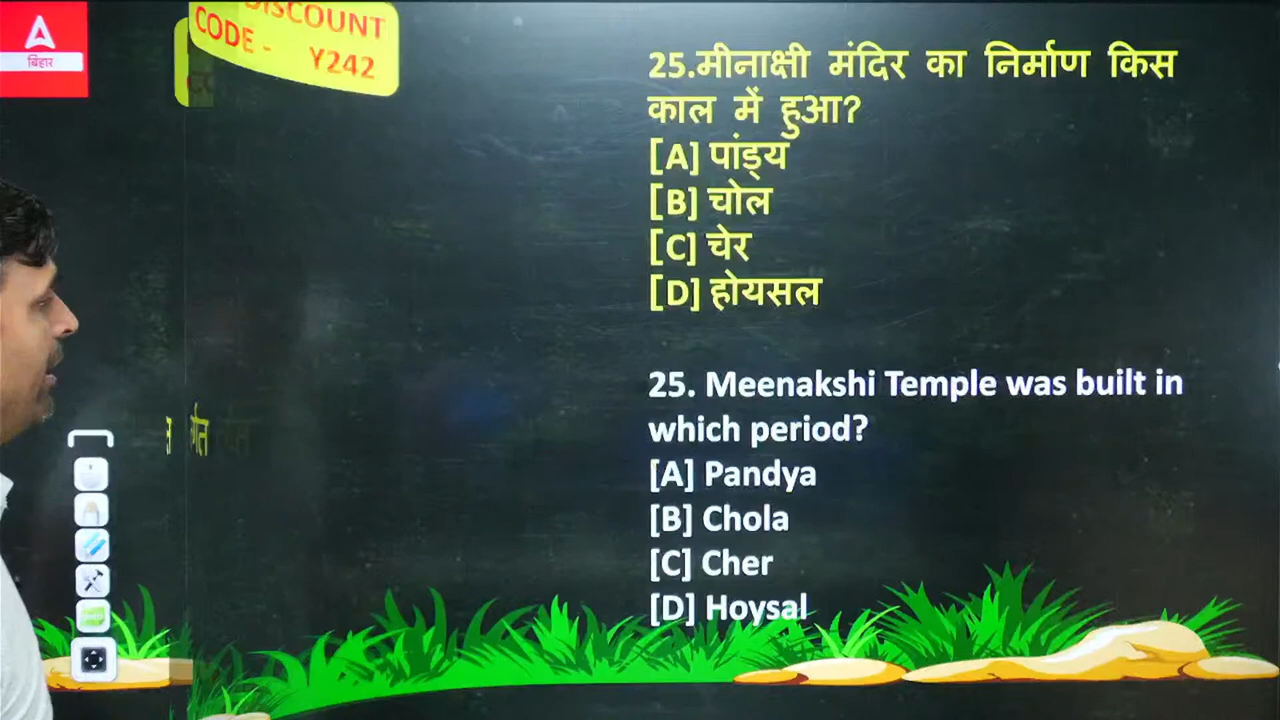 बिहार
DISCOUNT
CODE - Y242
25.मीनाक्षी मंदिर का निर्माण किस
काल में हुआ?
[A] पांड्य
[B] चोल
[C] चेर
[D] होयसल
25. Meenakshi Temple was built in
which period?
[A] Pandya
[B] Chola
[C] Cher
[D] Hoysal